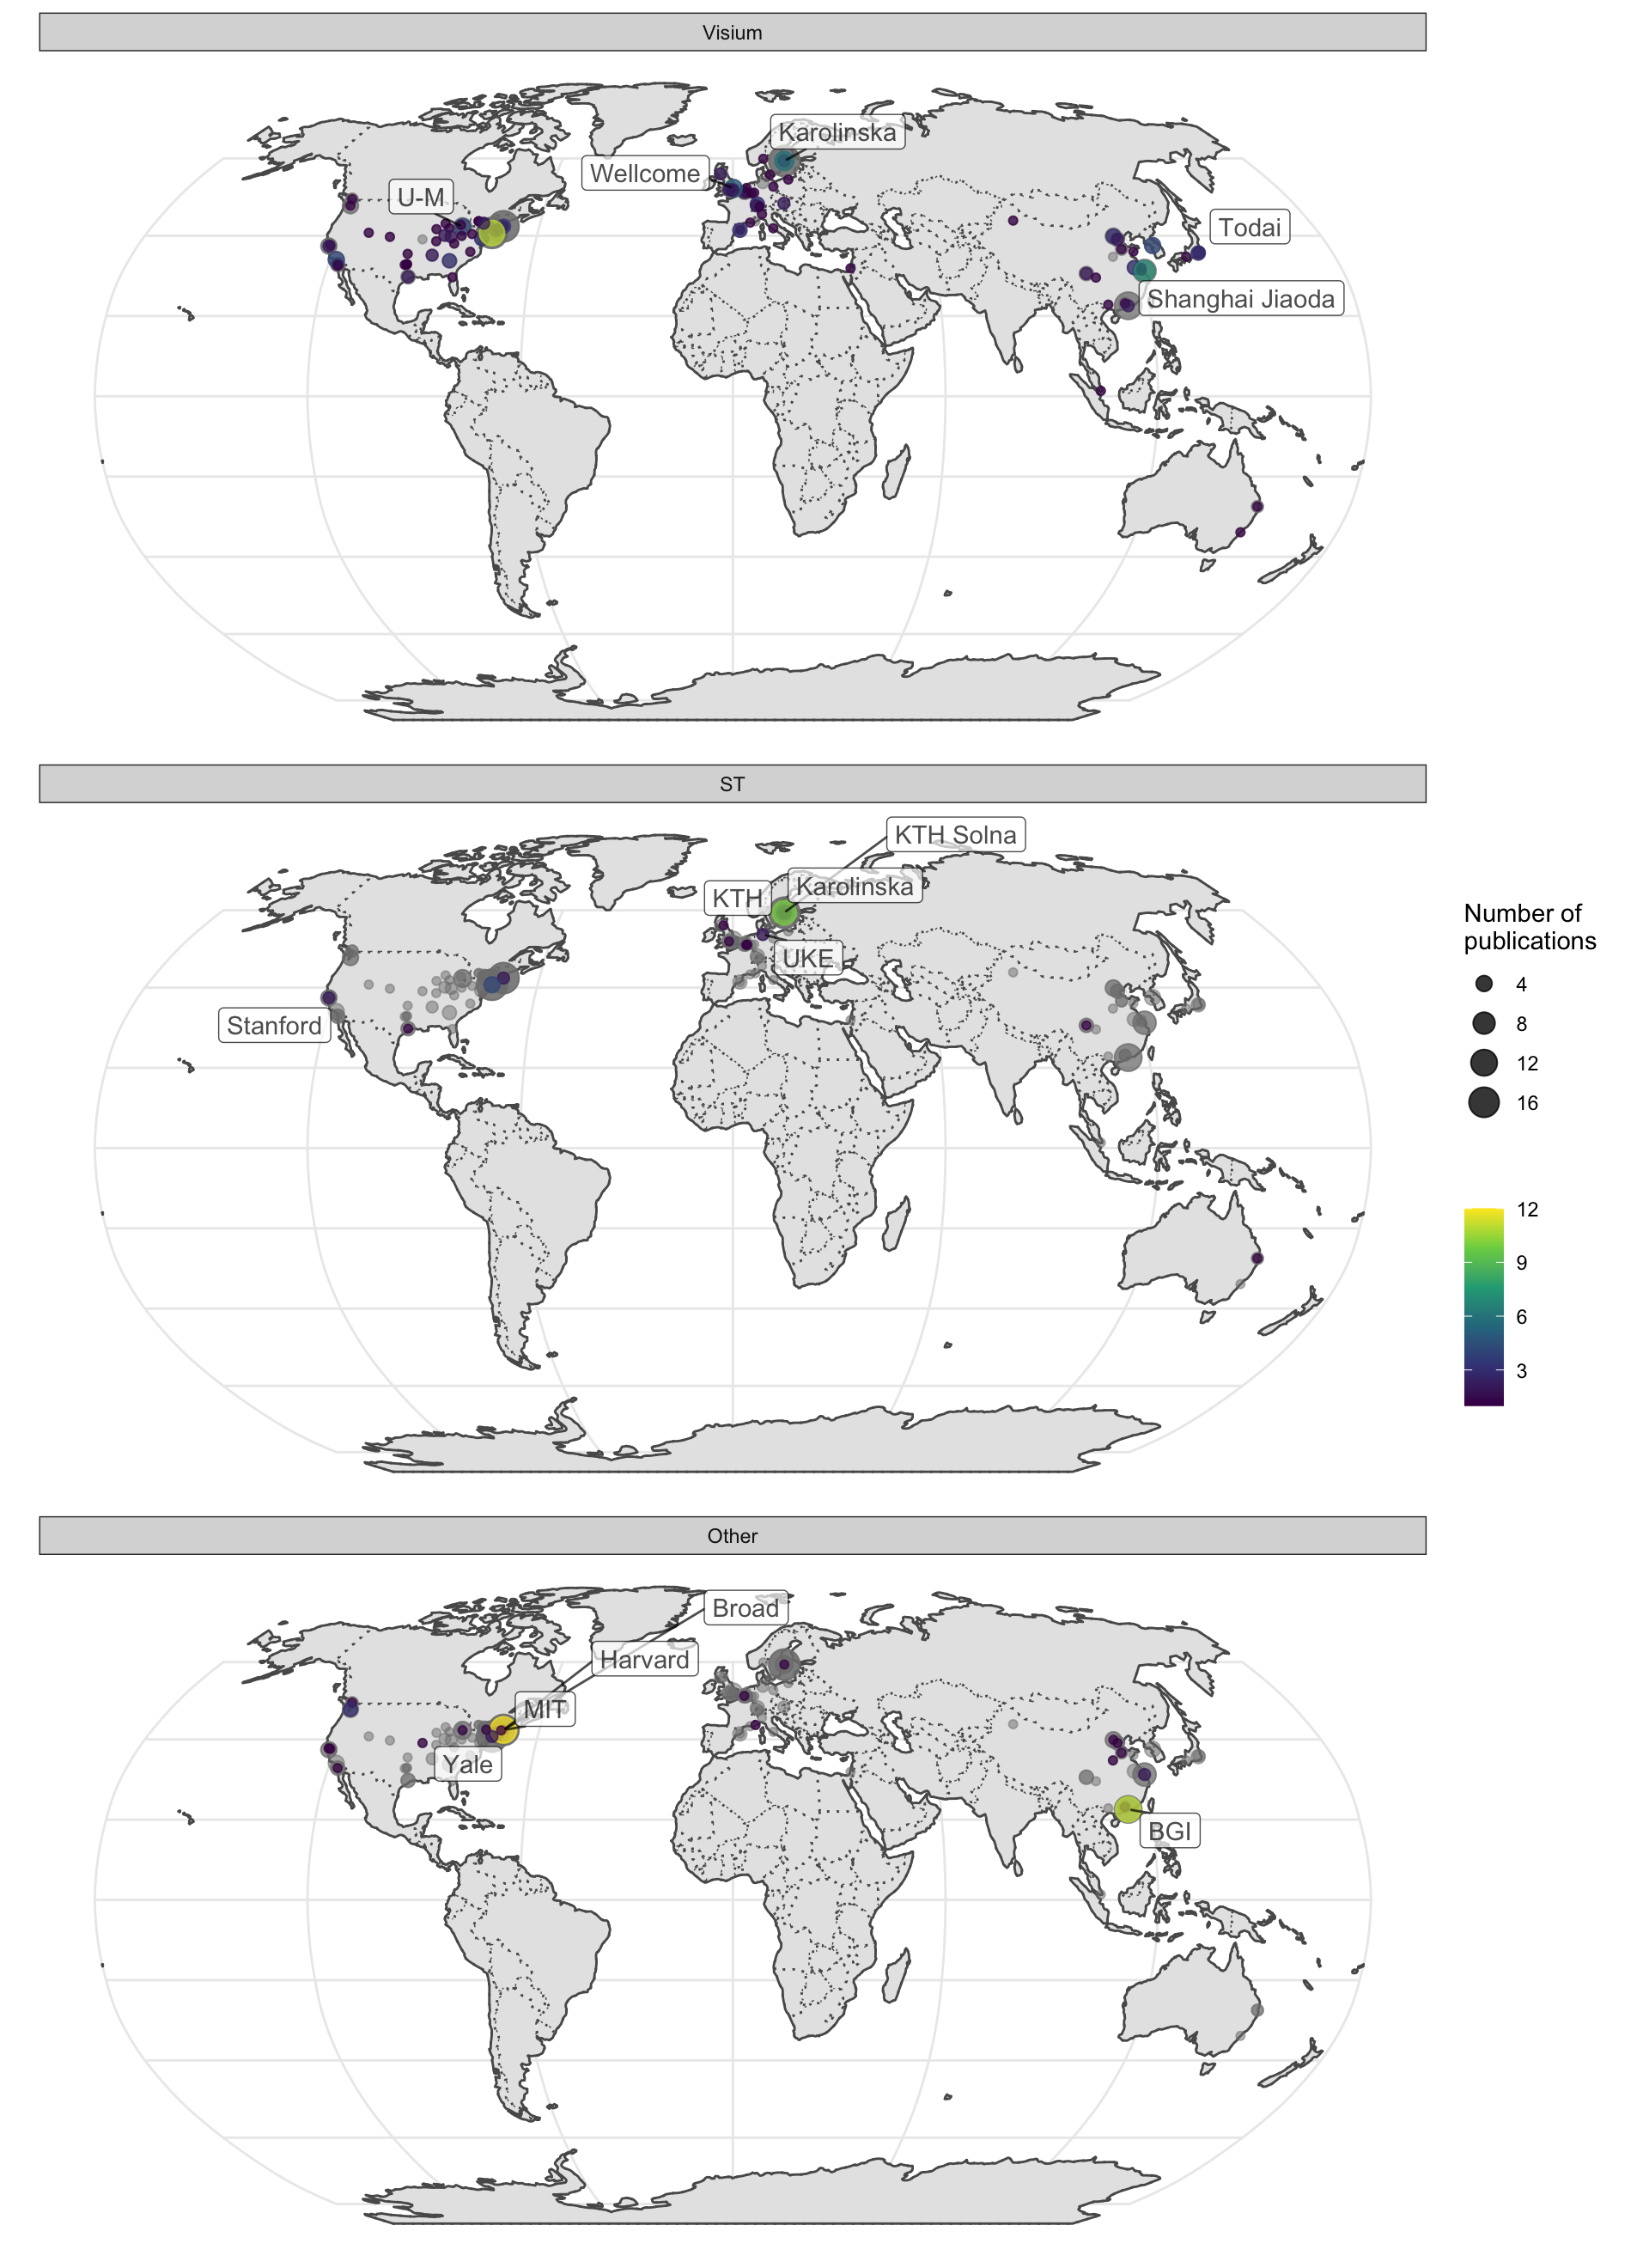 Visium
Karolinska
Wellcome
U-M
Todai
Shanghai Jiaoda
ST
KTH Solna
Karolinska
KTH
UKE
Stanford
Number of
publications
4
8
12
16
12
9
6
3
Other
Broad
Harvard
MIT
Yale
BGI